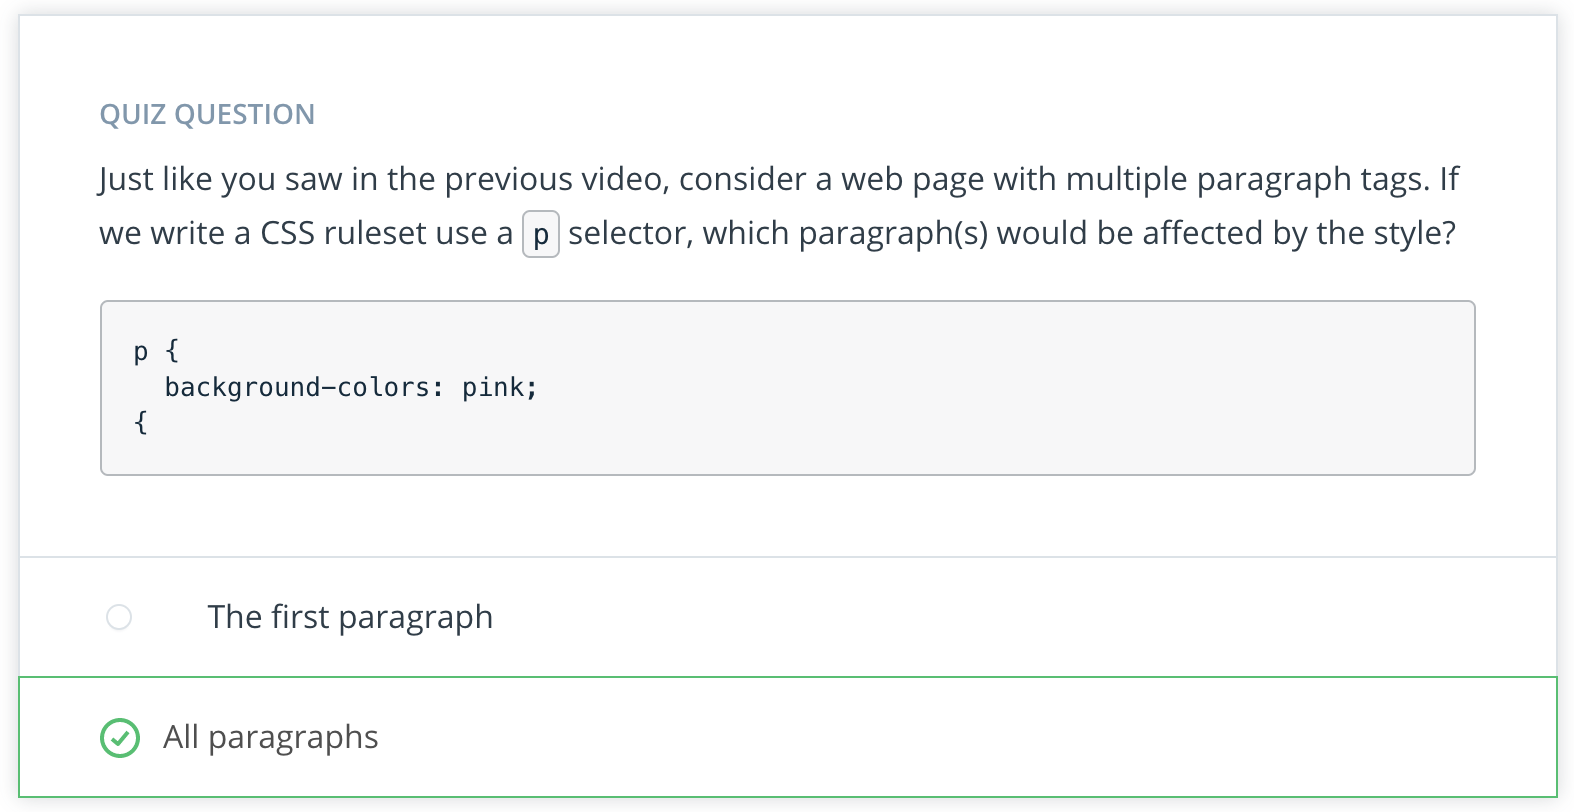 QUIZ QUESTION
Just like you saw in the previous video, consider a web page with multiple paragraph tags. If
we write a CSS ruleset use a p selector, which paragraph(s) would be affected by the style?
p {
  background-colors: pink;
{
The first paragraph
All paragraphs